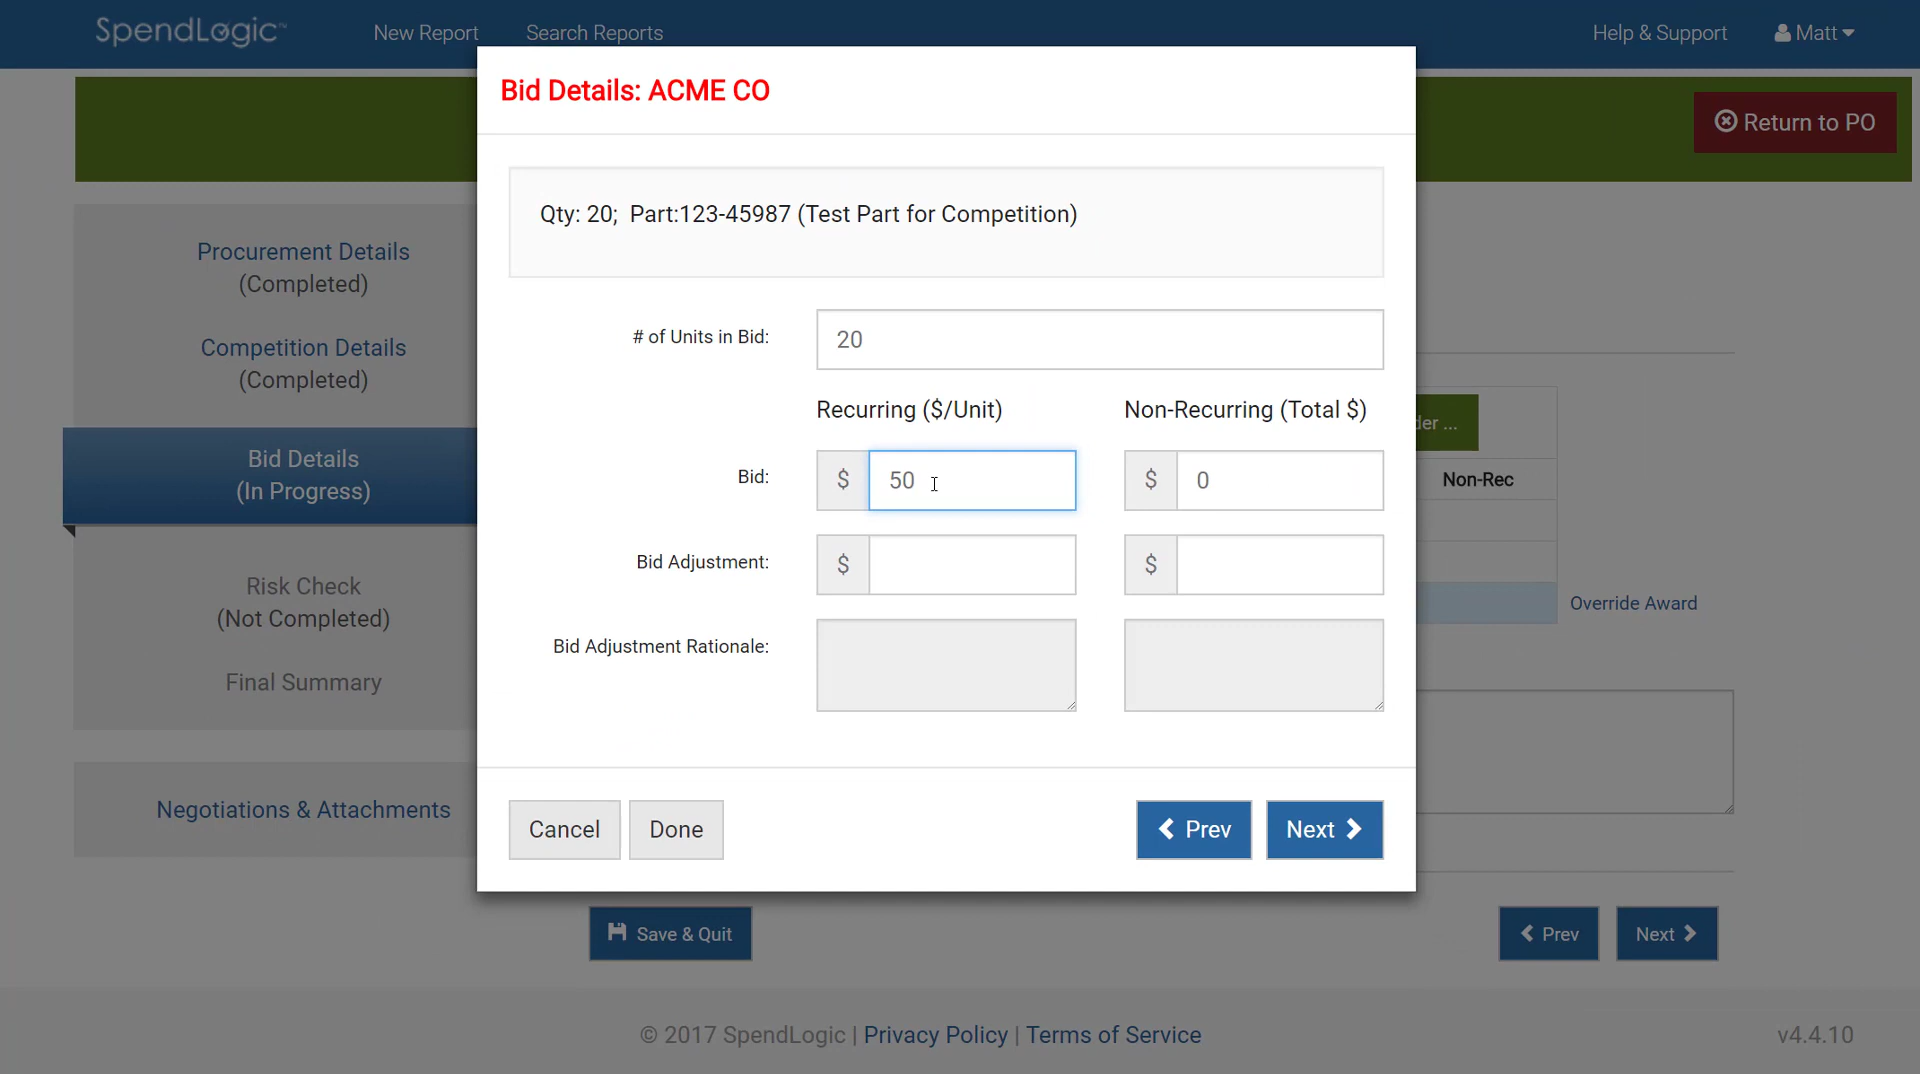 SpendLogic™ New Report Search Reports Help & Support Matt
Bid Details: ACME CO
Return to PO
Qty: 20; Part:123-45987 (Test Part for Competition)
Procurement Details
(Completed)
Competition Details
(Completed)
Bid Details
(In Progress)
Risk Check
(Not Completed)
Final Summary
Negotiations & Attachments
# of Units in Bid: 20
Recurring ($/Unit) Non-Recurring (Total $)
Bid: $ 50 $ 0
Bid Adjustment: $ $
Bid Adjustment Rationale:
Cancel Done Prev Next
der ...
Non-Rec
Override Award
Save & Quit Prev Next
© 2017 SpendLogic | Privacy Policy | Terms of Service v4.4.10